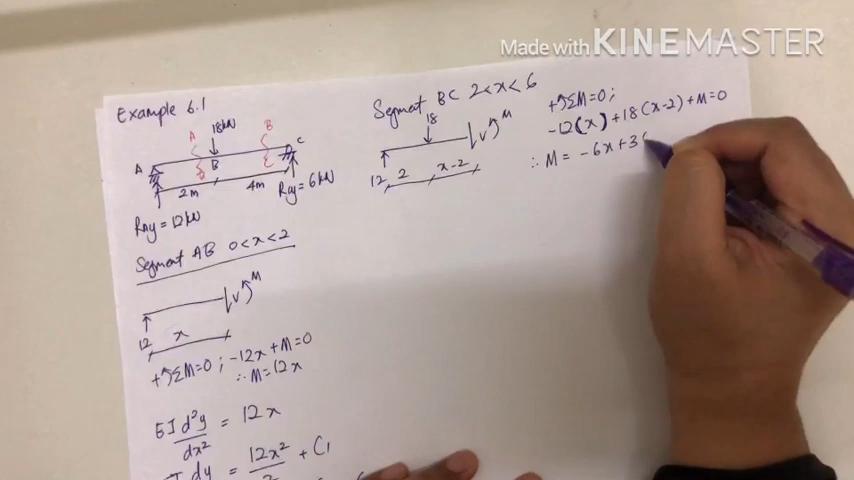 Made with KINEMASTER
Example 6.1
18kN
A
B
A
B
C
2m
4m
RAy = 12kN
RCy = 6kN
Segment AB 0<x<2
M
V
12
x
+↺ΣM=0 ; -12x + M = 0
∴ M = 12x
EI d²y/dx² = 12x
dy = 12x² + C₁
Segment BC 2<x<6
18
V
M
12
2
x-2
+↺ΣM=0;
-12(x) + 18(x-2) + M = 0
∴ M = -6x + 3